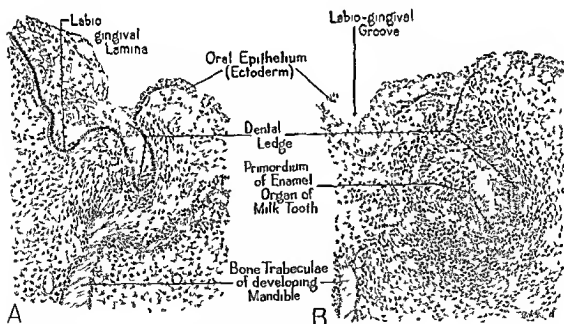 Labio
gingival
Lamina
Labio-gingival
Groove
Oral Epithelium
(Ectoderm)
Dental
Ledge
Primordium
of Enamel
Organ of
Milk Tooth
Bone Trabeculae
of developing
Mandible
A
B